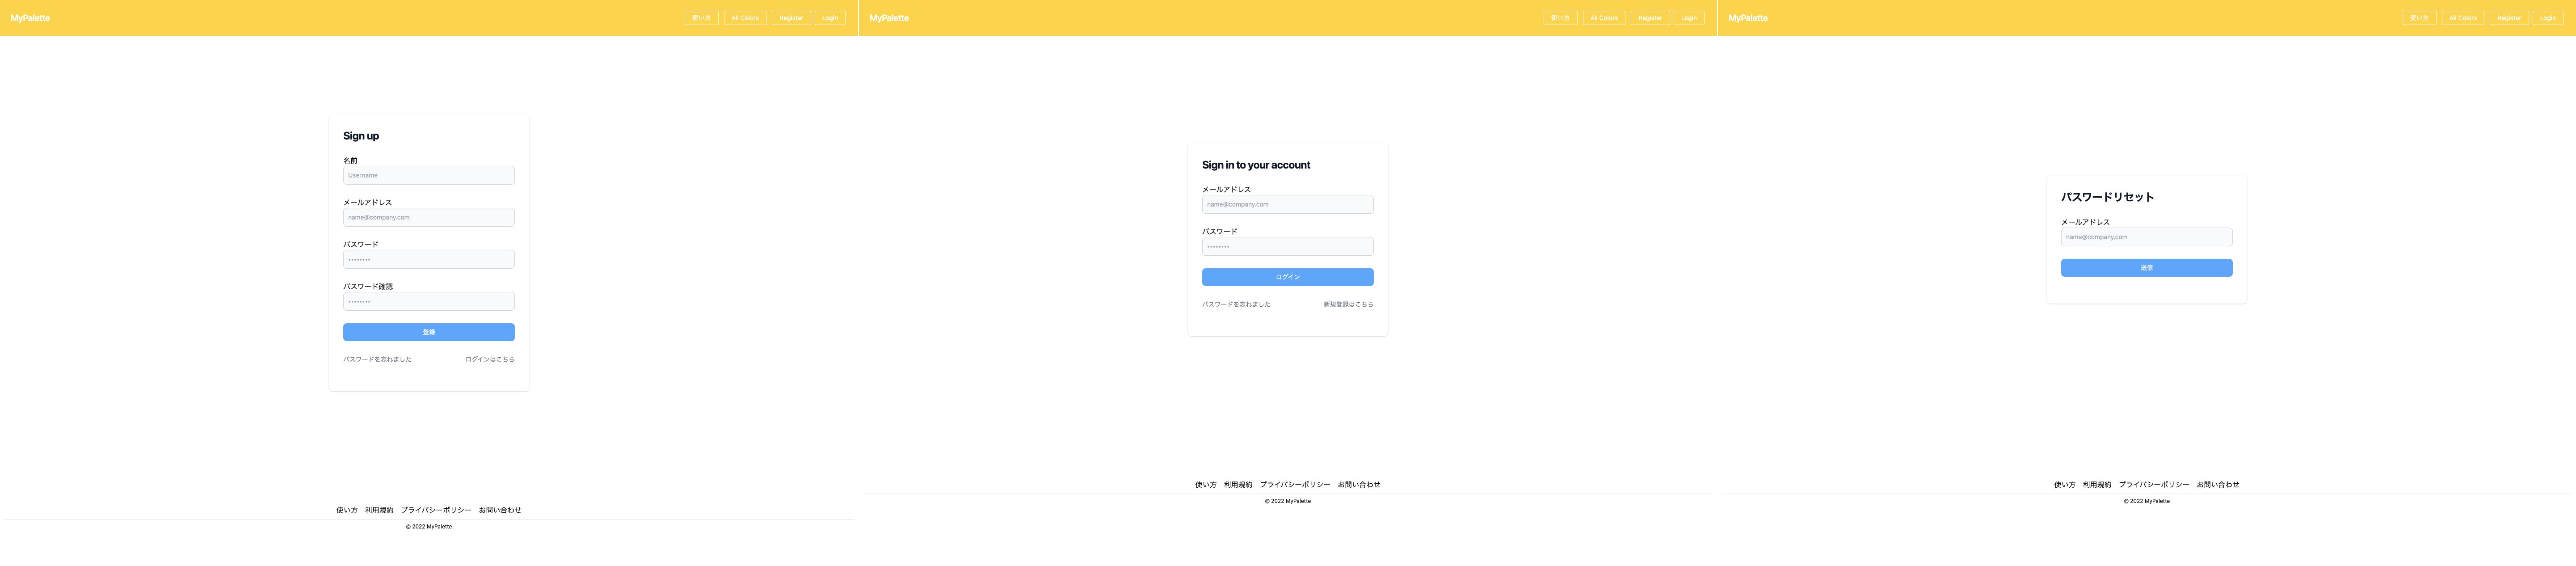 MyPalette
使い方 All Colors Register Login
Sign up
名前
Username
メールアドレス
name@company.com
パスワード
••••••••
パスワード確認
••••••••
登録
パスワードを忘れました ログインはこちら
使い方 利用規約 プライバシーポリシー お問い合わせ
© 2022 MyPalette
MyPalette
使い方 All Colors Register Login
Sign in to your account
メールアドレス
name@company.com
パスワード
••••••••
ログイン
パスワードを忘れました 新規登録はこちら
使い方 利用規約 プライバシーポリシー お問い合わせ
© 2022 MyPalette
MyPalette
使い方 All Colors Register Login
パスワードリセット
メールアドレス
name@company.com
送信
使い方 利用規約 プライバシーポリシー お問い合わせ
© 2022 MyPalette